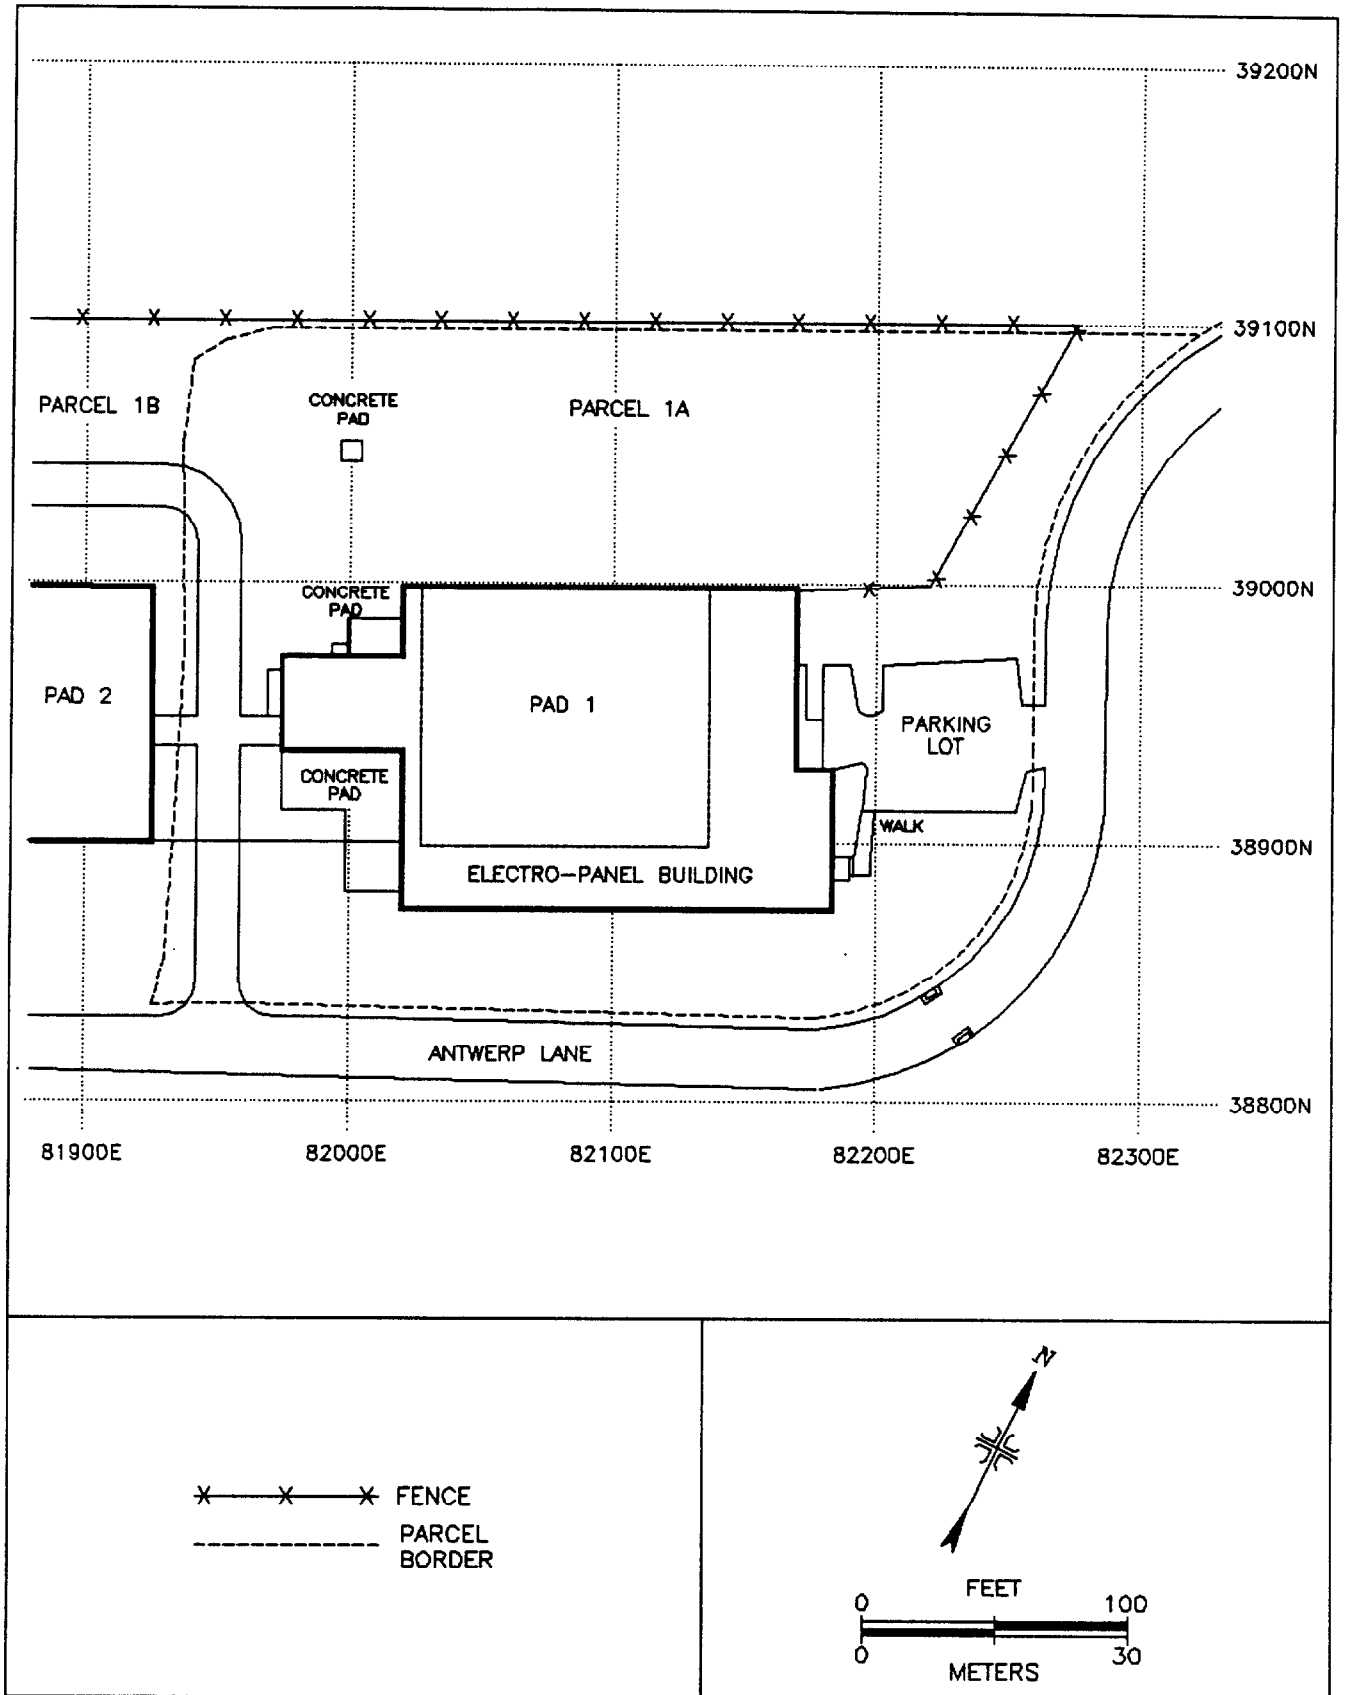 39200N
39100N
PARCEL 1B
CONCRETE
PAD
PARCEL 1A
39000N
CONCRETE
PAD
PAD 2
PAD 1
PARKING
LOT
CONCRETE
PAD
WALK
38900N
ELECTRO-PANEL BUILDING
ANTWERP LANE
38800N
81900E
82000E
82100E
82200E
82300E
FENCE
PARCEL
BORDER
N
FEET
0
100
0
30
METERS